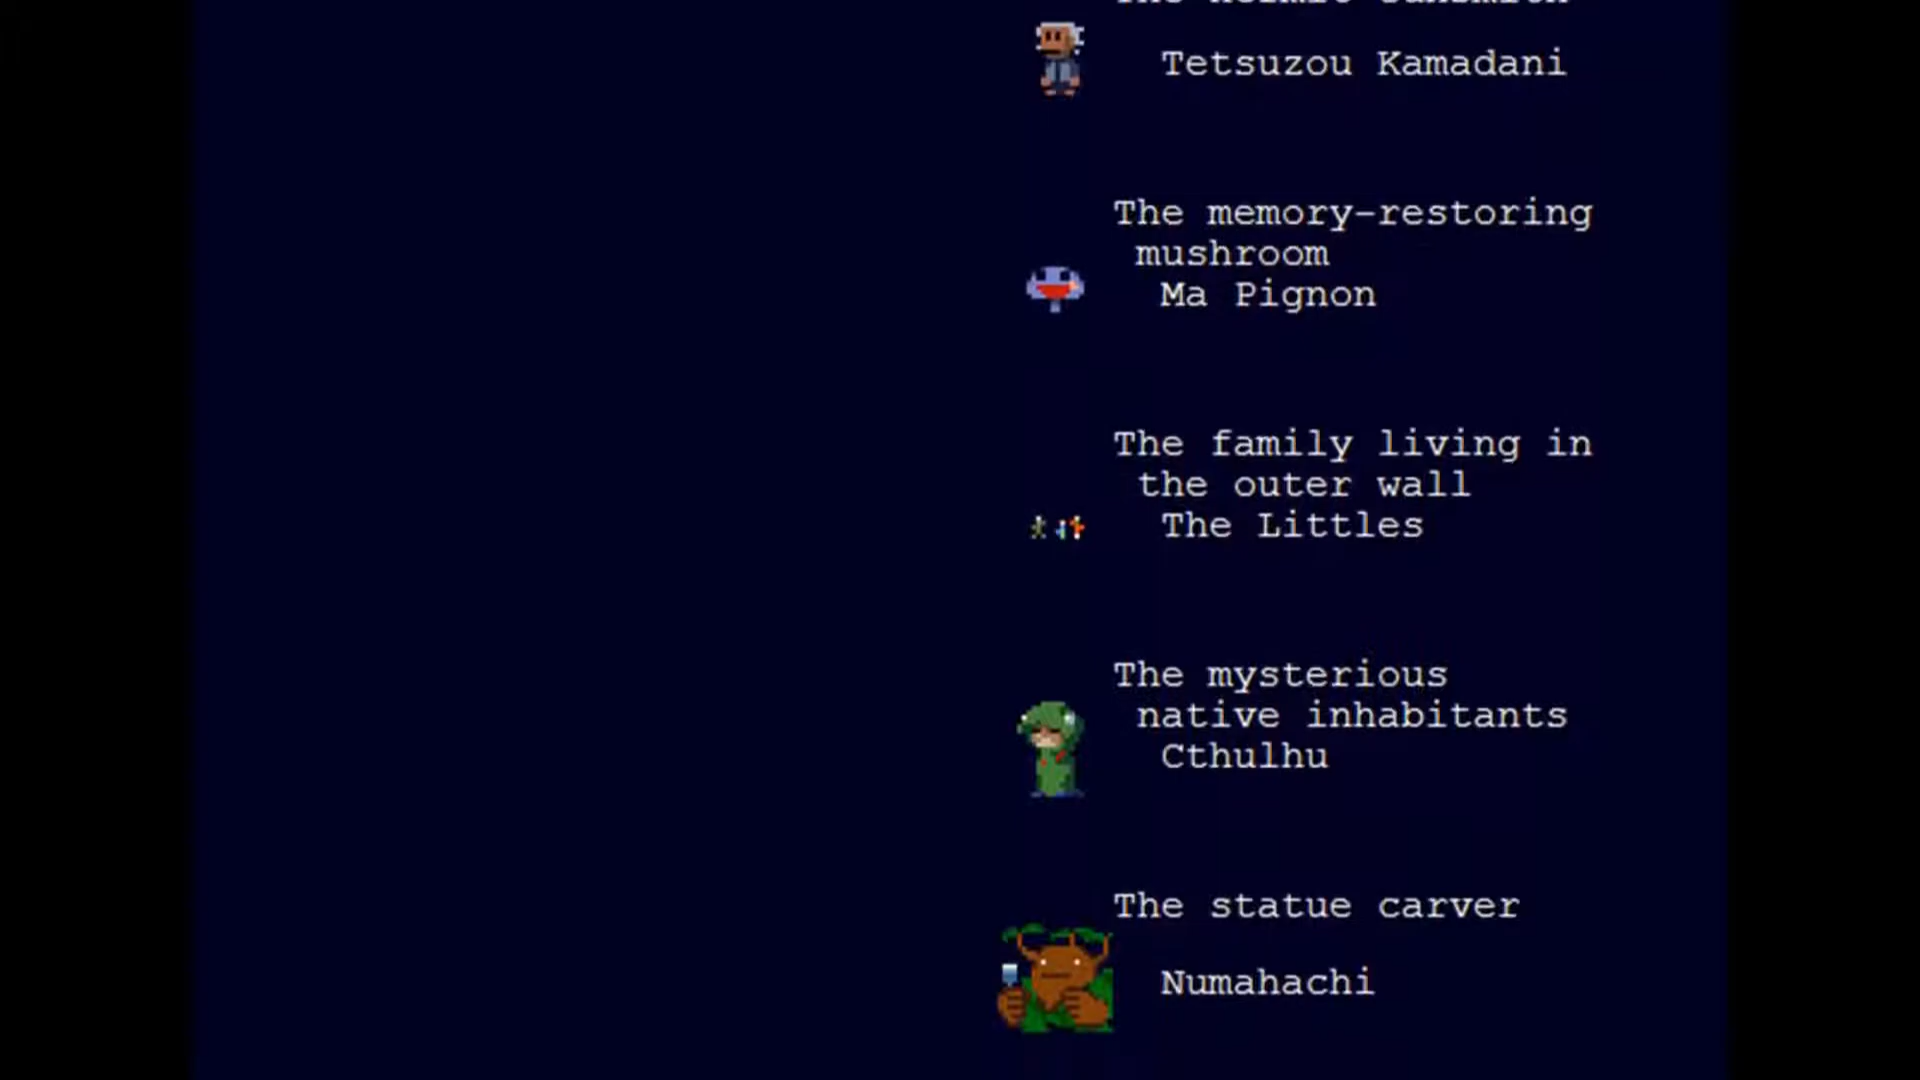 Tetsuzou Kamadani
The memory-restoring
mushroom
Ma Pignon
The family living in
the outer wall
The Littles
The mysterious
native inhabitants
Cthulhu
The statue carver
Numahachi